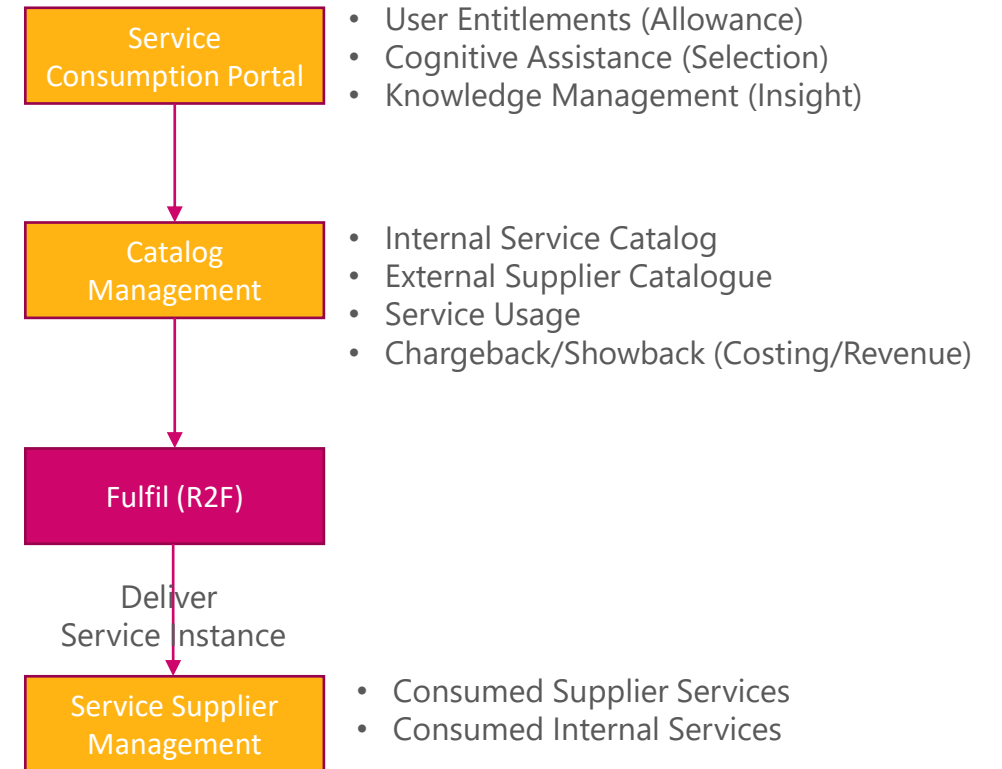 Service
Consumption Portal
• User Entitlements (Allowance)
• Cognitive Assistance (Selection)
• Knowledge Management (Insight)
Catalog
Management
• Internal Service Catalog
• External Supplier Catalogue
• Service Usage
• Chargeback/Showback (Costing/Revenue)
Fulfil (R2F)
Deliver
Service Instance
Service Supplier
Management
• Consumed Supplier Services
• Consumed Internal Services